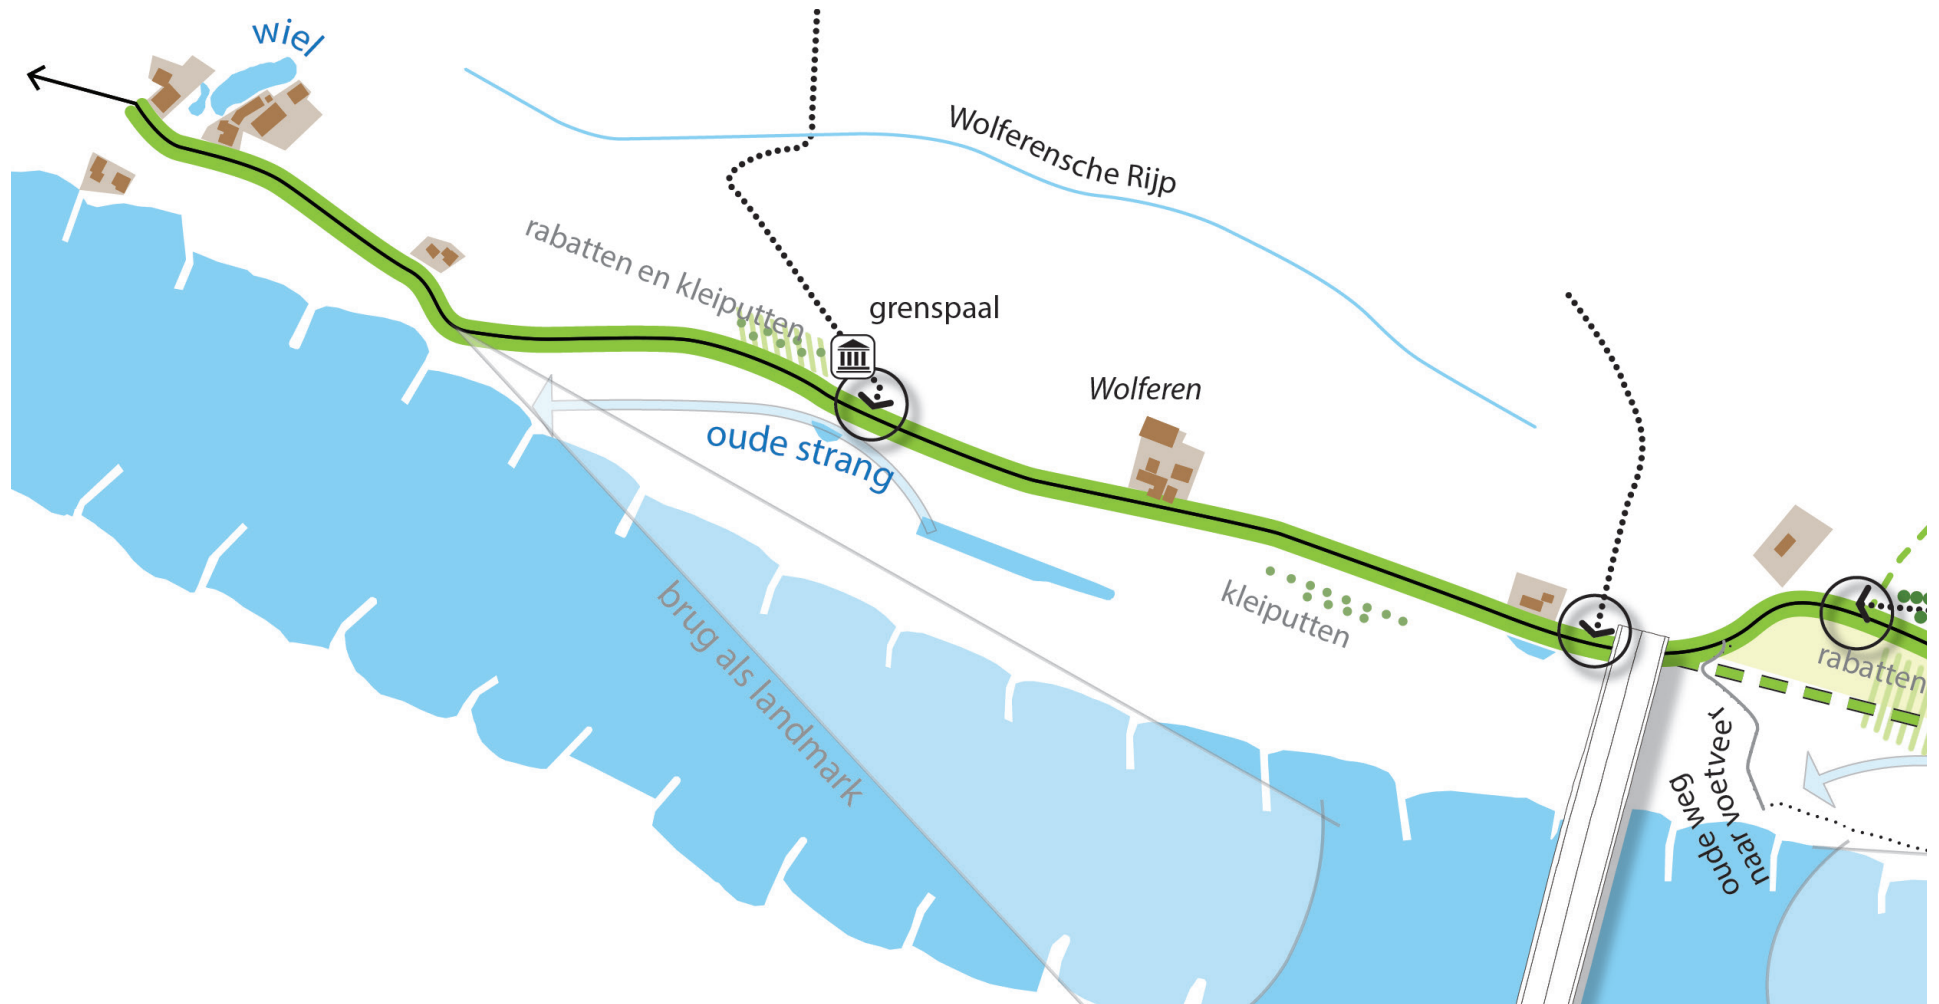 wiel
Wolferensche Rijp
rabatten en kleiputten
grenspaal
Wolferen
oude strang
kleiputten
brug als landmark
rabatten
oude weg
naar voetveer